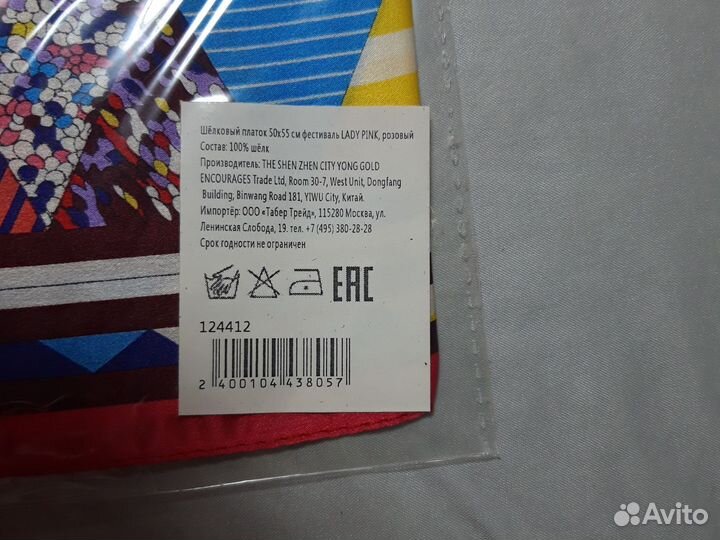 Шёлковый платок 50х55 см фестиваль LADY PINK, розовый
Состав: 100% шёлк
Производитель: THE SHEN ZHEN CITY YONG GOLD
ENCOURAGES Trade Ltd, Room 30-7, West Unit, Dongfang
Building, Binwang Road 181, YIWU City, Китай.
Импортёр: ООО «Табер Трейд», 115280 Москва, ул.
Ленинская Слобода, 19. тел. +7 (495) 380-28-28
Срок годности не ограничен
EAC
124412
2 400104 438057
Avito